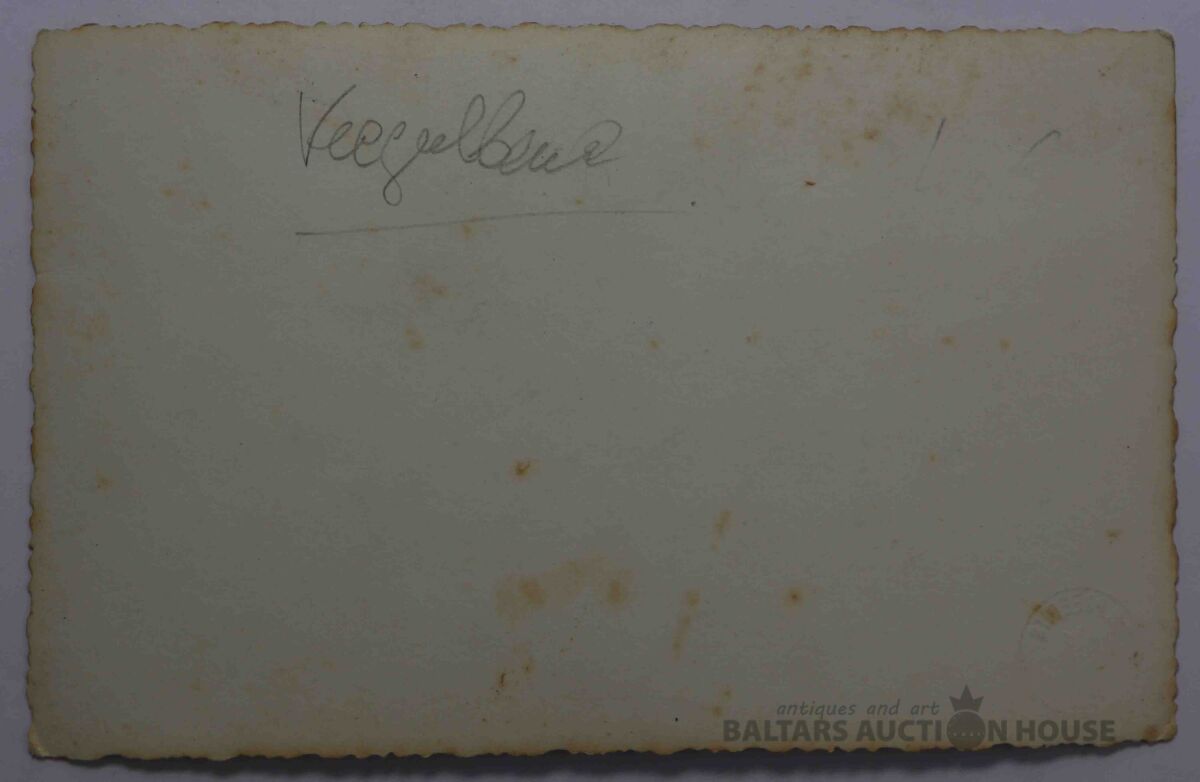 Vecgulbene
antiques and art
BALTARS AUCTION HOUSE